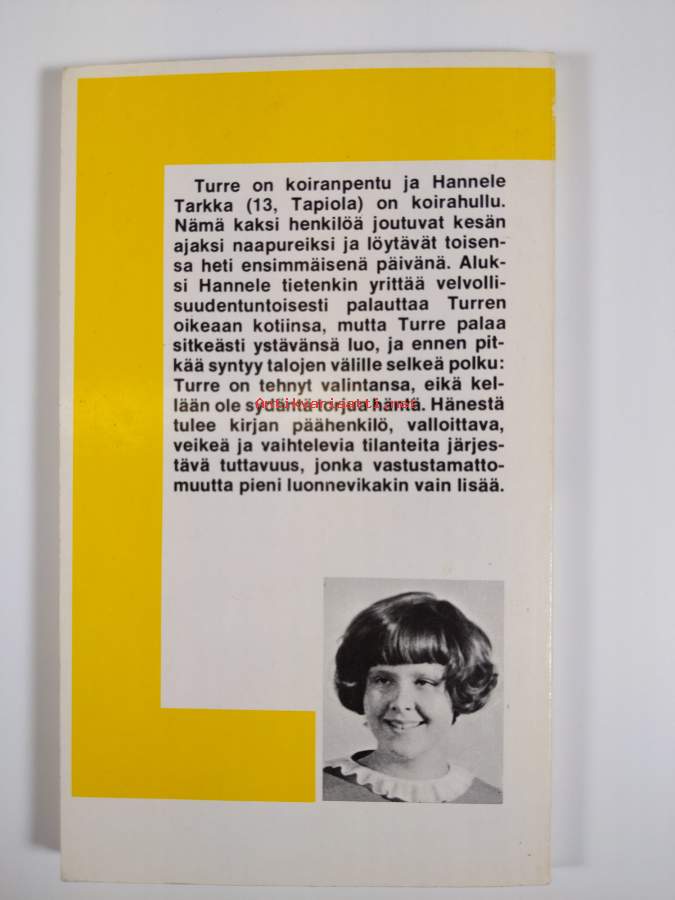 Turre on koiranpentu ja Hannele
Tarkka (13, Tapiola) on koirahullu.
Nämä kaksi henkilöä joutuvat kesän
ajaksi naapureiksi ja löytävät toisen-
sa heti ensimmäisenä päivänä. Aluk-
si Hannele tietenkin yrittää velvolli-
suudentuntoisesti palauttaa Turren
oikeaan kotiinsa, mutta Turre palaa
sitkeästi ystävänsä luo, ja ennen pit-
kää syntyy talojen välille selkeä polku:
Turre on tehnyt valintansa, eikä kel-
lään ole sydäntä torjua häntä. Hänestä
Antikvariaatti.net
tulee kirjan päähenkilö, valloittava,
veikeä ja vaihtelevia tilanteita järjes-
tävä tuttavuus, jonka vastustamatto-
muutta pieni luonnevikakin vain lisää.